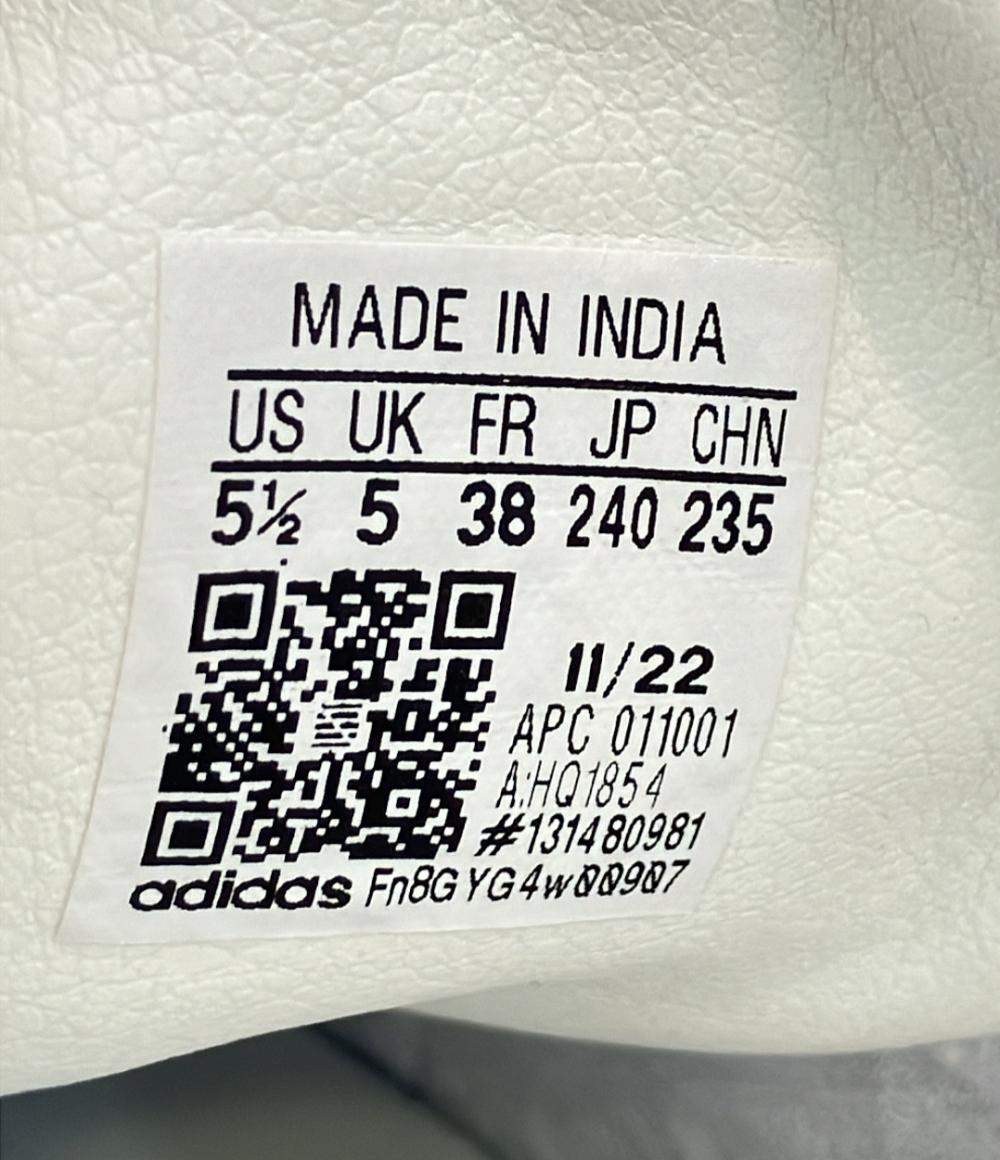 MADE IN INDIA
US UK FR JP CHN
5½ 5 38 240 235
11/22
APC 011001
A:HQ1854
#131480981
adidas Fn8GYG4w00907